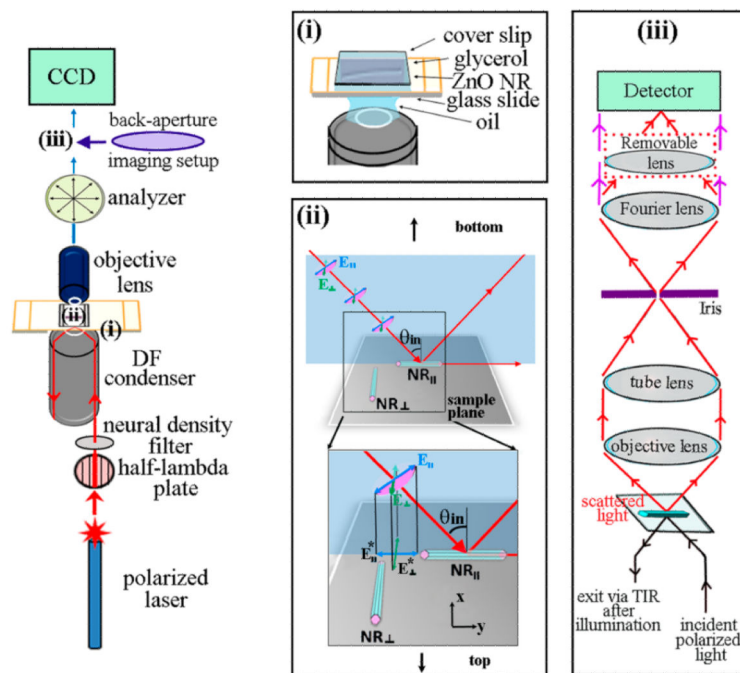 CCD
(iii)
back-aperture
imaging setup
analyzer
objective
lens
(ii)
(i)
DF
condenser
neural density
filter
half-lambda
plate
polarized
laser
(i)
cover slip
glycerol
ZnO NR
glass slide
oil
(ii)
bottom
E॥
E⊥
θin
NR॥
NR⊥
sample
plane
E॥
E⊥
θin
E॥*
E⊥*
NR॥
NR⊥
x
y
top
(iii)
Detector
Removable
lens
Fourier lens
Iris
tube lens
objective lens
scattered
light
exit via TIR
after
illumination
incident
polarized
light